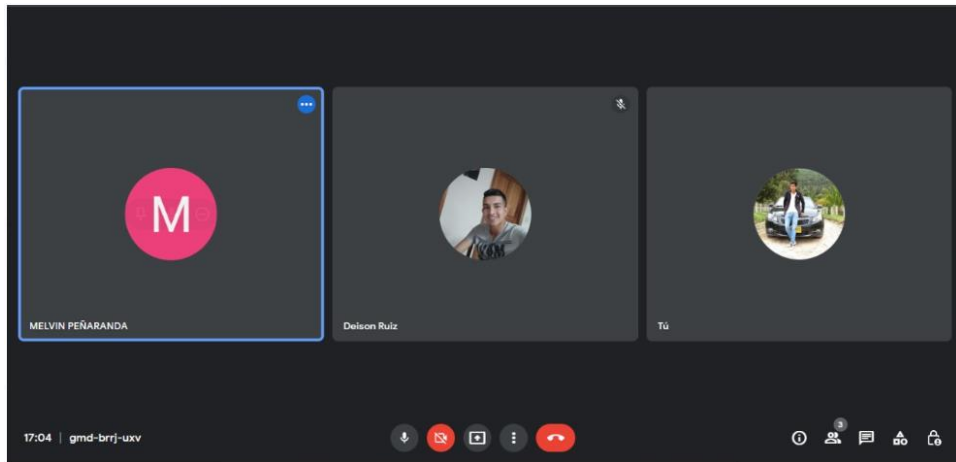 M
MELVIN PEÑARANDA
Deison Ruiz
Tú
17:04 | gmd-brrj-uxv
3